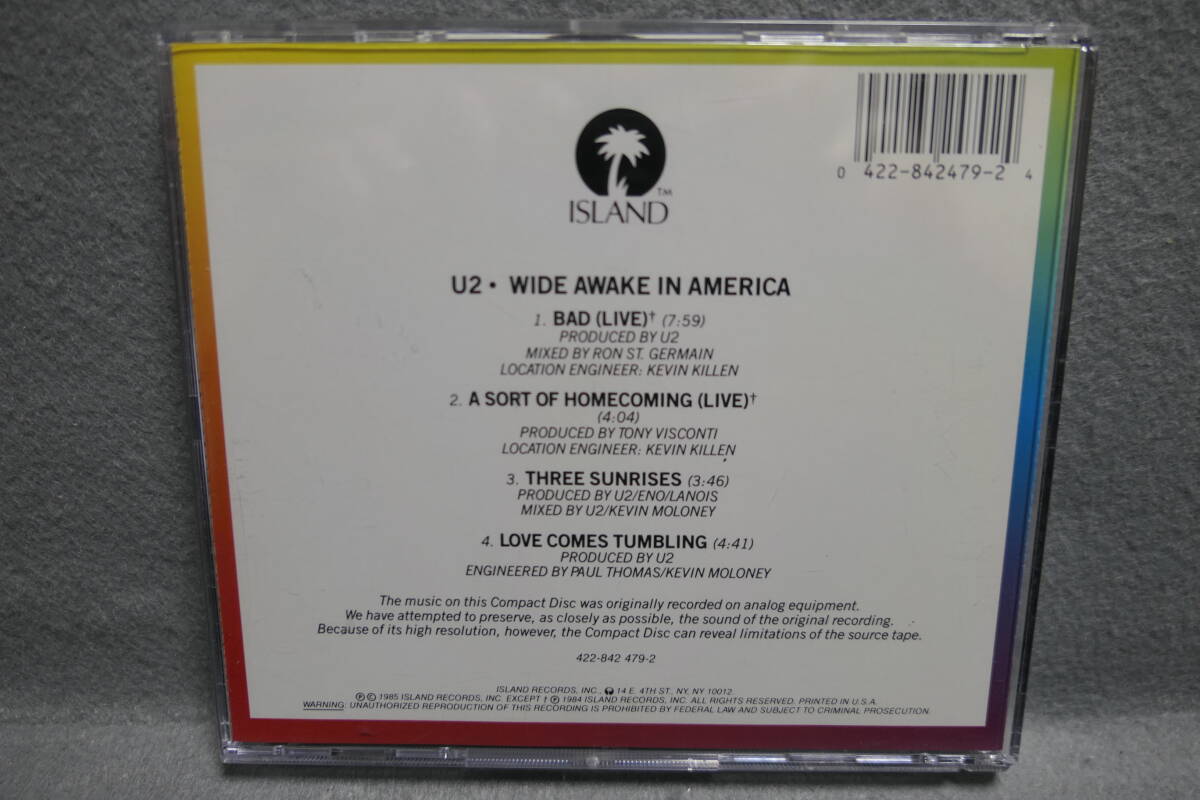 TM
ISLAND
0 422-842479-2 4
U2 • WIDE AWAKE IN AMERICA
1. BAD (LIVE)† (7:59)
PRODUCED BY U2
MIXED BY RON ST. GERMAIN
LOCATION ENGINEER: KEVIN KILLEN
2. A SORT OF HOMECOMING (LIVE)†
(4:04)
PRODUCED BY TONY VISCONTI
LOCATION ENGINEER: KEVIN KILLEN
3. THREE SUNRISES (3:46)
PRODUCED BY U2/ENO/LANOIS
MIXED BY U2/KEVIN MOLONEY
4. LOVE COMES TUMBLING (4:41)
PRODUCED BY U2
ENGINEERED BY PAUL THOMAS/KEVIN MOLONEY
The music on this Compact Disc was originally recorded on analog equipment.
We have attempted to preserve, as closely as possible, the sound of the original recording.
Because of its high resolution, however, the Compact Disc can reveal limitations of the source tape.
422-842 479-2
ISLAND RECORDS, INC., 14 E. 4TH ST., NY, NY 10012.
℗ © 1985 ISLAND RECORDS, INC. EXCEPT † ℗ 1984 ISLAND RECORDS, INC. ALL RIGHTS RESERVED. PRINTED IN U.S.A.
WARNING: UNAUTHORIZED REPRODUCTION OF THIS RECORDING IS PROHIBITED BY FEDERAL LAW AND SUBJECT TO CRIMINAL PROSECUTION.